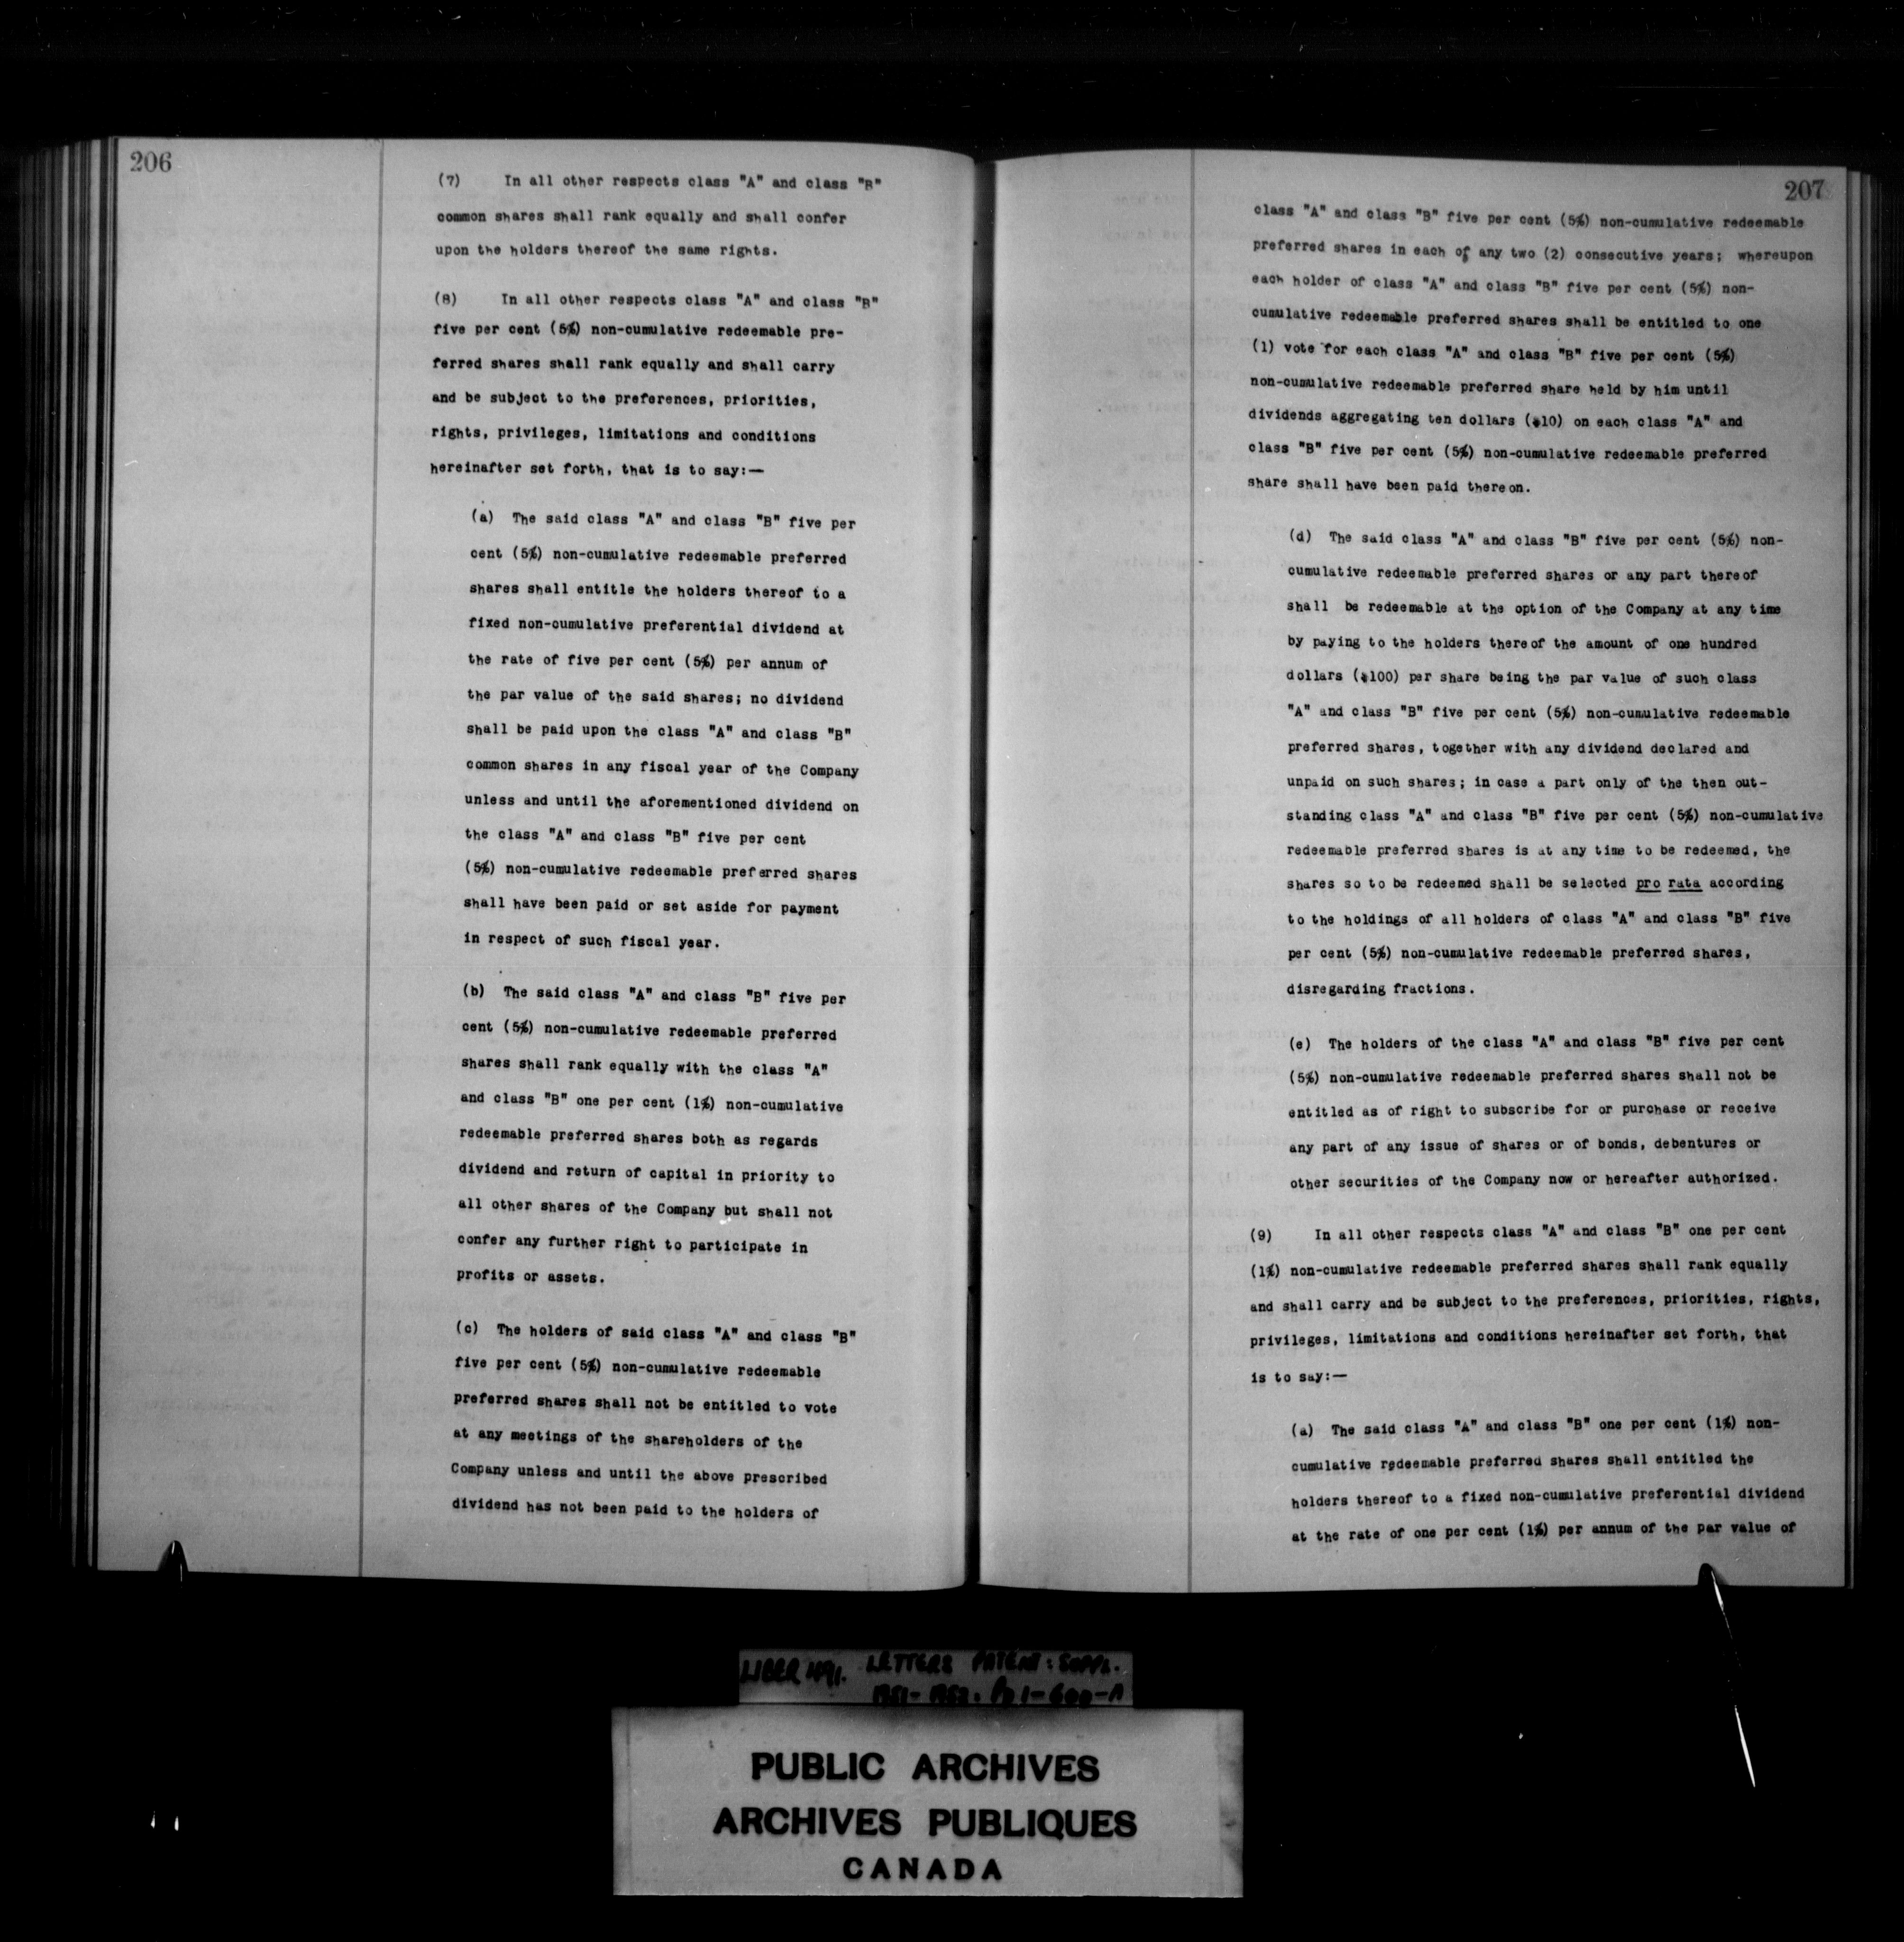 206
(7) In all other respects class "A" and class "B"
common shares shall rank equally and shall confer
upon the holders thereof the same rights.
(8) In all other respects class "A" and class "B"
five per cent (5%) non-cumulative redeemable pre-
ferred shares shall rank equally and shall carry
and be subject to the preferences, priorities,
rights, privileges, limitations and conditions
hereinafter set forth, that is to say:—
(a) The said class "A" and class "B" five per
cent (5%) non-cumulative redeemable preferred
shares shall entitle the holders thereof to a
fixed non-cumulative preferential dividend at
the rate of five per cent (5%) per annum of
the par value of the said shares; no dividend
shall be paid upon the class "A" and class "B"
common shares in any fiscal year of the Company
unless and until the aforementioned dividend on
the class "A" and class "B" five per cent
(5%) non-cumulative redeemable preferred shares
shall have been paid or set aside for payment
in respect of such fiscal year.
(b) The said class "A" and class "B" five per
cent (5%) non-cumulative redeemable preferred
shares shall rank equally with the class "A"
and class "B" one per cent (1%) non-cumulative
redeemable preferred shares both as regards
dividend and return of capital in priority to
all other shares of the Company but shall not
confer any further right to participate in
profits or assets.
(c) The holders of said class "A" and class "B"
five per cent (5%) non-cumulative redeemable
preferred shares shall not be entitled to vote
at any meetings of the shareholders of the
Company unless and until the above prescribed
dividend has not been paid to the holders of
207
class "A" and class "B" five per cent (5%) non-cumulative redeemable
preferred shares in each of any two (2) consecutive years; whereupon
each holder of class "A" and class "B" five per cent (5%) non-
cumulative redeemable preferred shares shall be entitled to one
(1) vote for each class "A" and class "B" five per cent (5%)
non-cumulative redeemable preferred share held by him until
dividends aggregating ten dollars ($10) on each class "A" and
class "B" five per cent (5%) non-cumulative redeemable preferred
share shall have been paid thereon.
(d) The said class "A" and class "B" five per cent (5%) non-
cumulative redeemable preferred shares or any part thereof
shall be redeemable at the option of the Company at any time
by paying to the holders thereof the amount of one hundred
dollars ($100) per share being the par value of such class
"A" and class "B" five per cent (5%) non-cumulative redeemable
preferred shares, together with any dividend declared and
unpaid on such shares; in case a part only of the then out-
standing class "A" and class "B" five per cent (5%) non-cumulative
redeemable preferred shares is at any time to be redeemed, the
shares so to be redeemed shall be selected pro rata according
to the holdings of all holders of class "A" and class "B" five
per cent (5%) non-cumulative redeemable preferred shares,
disregarding fractions.
(e) The holders of the class "A" and class "B" five per cent
(5%) non-cumulative redeemable preferred shares shall not be
entitled as of right to subscribe for or purchase or receive
any part of any issue of shares or of bonds, debentures or
other securities of the Company now or hereafter authorized.
(9) In all other respects class "A" and class "B" one per cent
(1%) non-cumulative redeemable preferred shares shall rank equally
and shall carry and be subject to the preferences, priorities, rights,
privileges, limitations and conditions hereinafter set forth, that
is to say:—
(a) The said class "A" and class "B" one per cent (1%) non-
cumulative redeemable preferred shares shall entitled the
holders thereof to a fixed non-cumulative preferential dividend
at the rate of one per cent (1%) per annum of the par value of
LIBER 491. LETTERS PATENT: SUPPL.
1951-1952. PP 1-600-A
PUBLIC ARCHIVES
ARCHIVES PUBLIQUES
CANADA